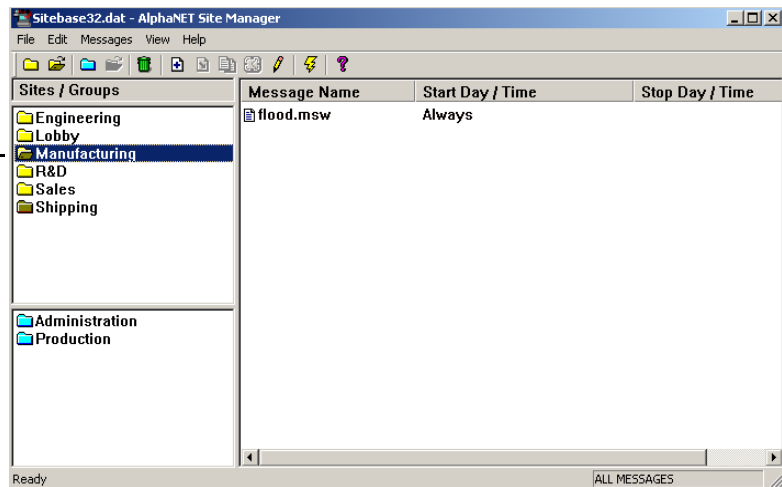 Sitebase32.dat - AlphaNET Site Manager
File Edit Messages View Help
Sites / Groups
Message Name Start Day / Time Stop Day / Time
Engineering
flood.msw Always
Lobby
Manufacturing
R&D
Sales
Shipping
Administration
Production
Ready ALL MESSAGES